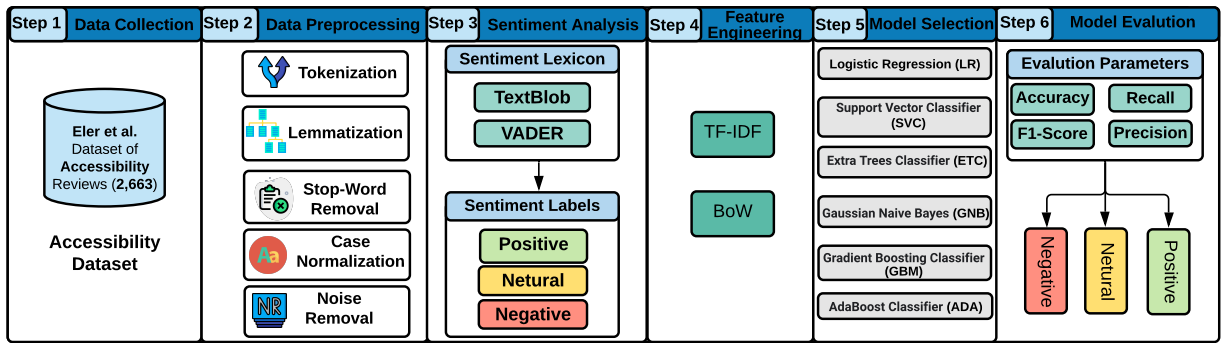 Step 1
Data Collection
Eler et al.
Dataset of
Accessibility
Reviews (2,663)
Accessibility
Dataset
Step 2
Data Preprocessing
Tokenization
Lemmatization
Stop-Word
Removal
Aa
Case
Normalization
NR
Noise
Removal
Step 3
Sentiment Analysis
Sentiment Lexicon
TextBlob
VADER
Sentiment Labels
Positive
Netural
Negative
Step 4
Feature
Engineering
TF-IDF
BoW
Step 5
Model Selection
Logistic Regression (LR)
Support Vector Classifier
(SVC)
Extra Trees Classifier (ETC)
Gaussian Naive Bayes (GNB)
Gradient Boosting Classifier
(GBM)
AdaBoost Classifier (ADA)
Step 6
Model Evalution
Evalution Parameters
Accuracy
Recall
F1-Score
Precision
Negative
Netural
Positive